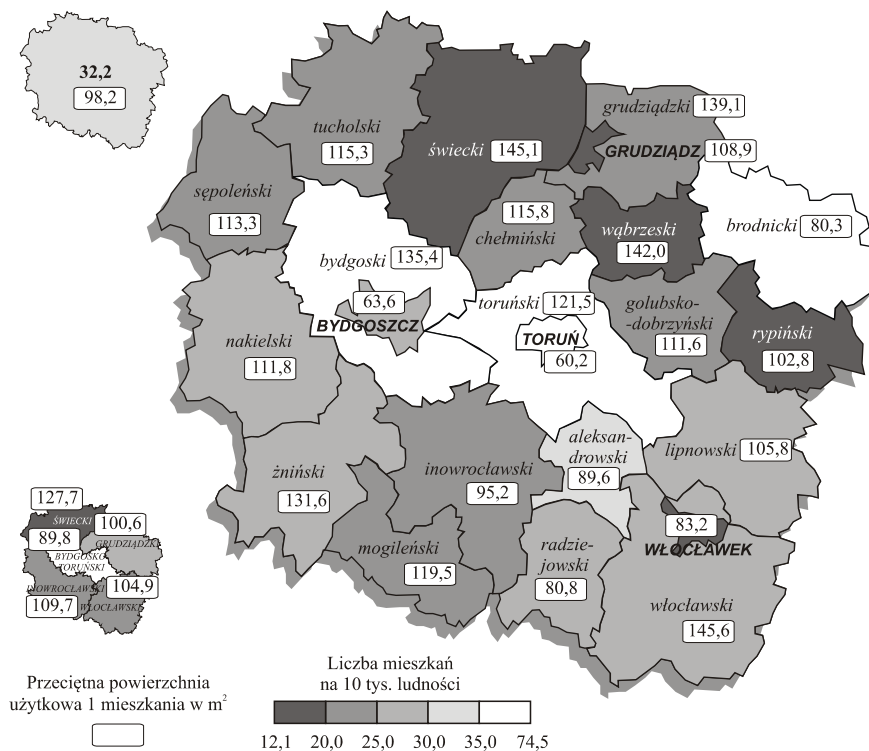 32,2
98,2
tucholski
115,3
świecki 145,1
grudziądzki 139,1
GRUDZIĄDZ 108,9
sępoleński
113,3
115,8
chełmiński
wąbrzeski
142,0
brodnicki 80,3
bydgoski 135,4
63,6
BYDGOSZCZ
toruński 121,5
TORUŃ
60,2
golubsko-
-dobrzyński
111,6
rypiński
102,8
nakielski
111,8
żniński
131,6
inowrocławski
95,2
aleksan-
drowski
89,6
lipnowski 105,8
mogileński
119,5
radzie-
jowski
80,8
83,2
WŁOCŁAWEK
włocławski
145,6
127,7
ŚWIECKI 100,6
89,8 GRUDZIĄDZKI
BYDGOSKO-
TORUŃSKI
INOWROCŁAWSKI 104,9
109,7 WŁOCŁAWSKI
Przeciętna powierzchnia
użytkowa 1 mieszkania w m²
Liczba mieszkań
na 10 tys. ludności
12,1 20,0 25,0 30,0 35,0 74,5